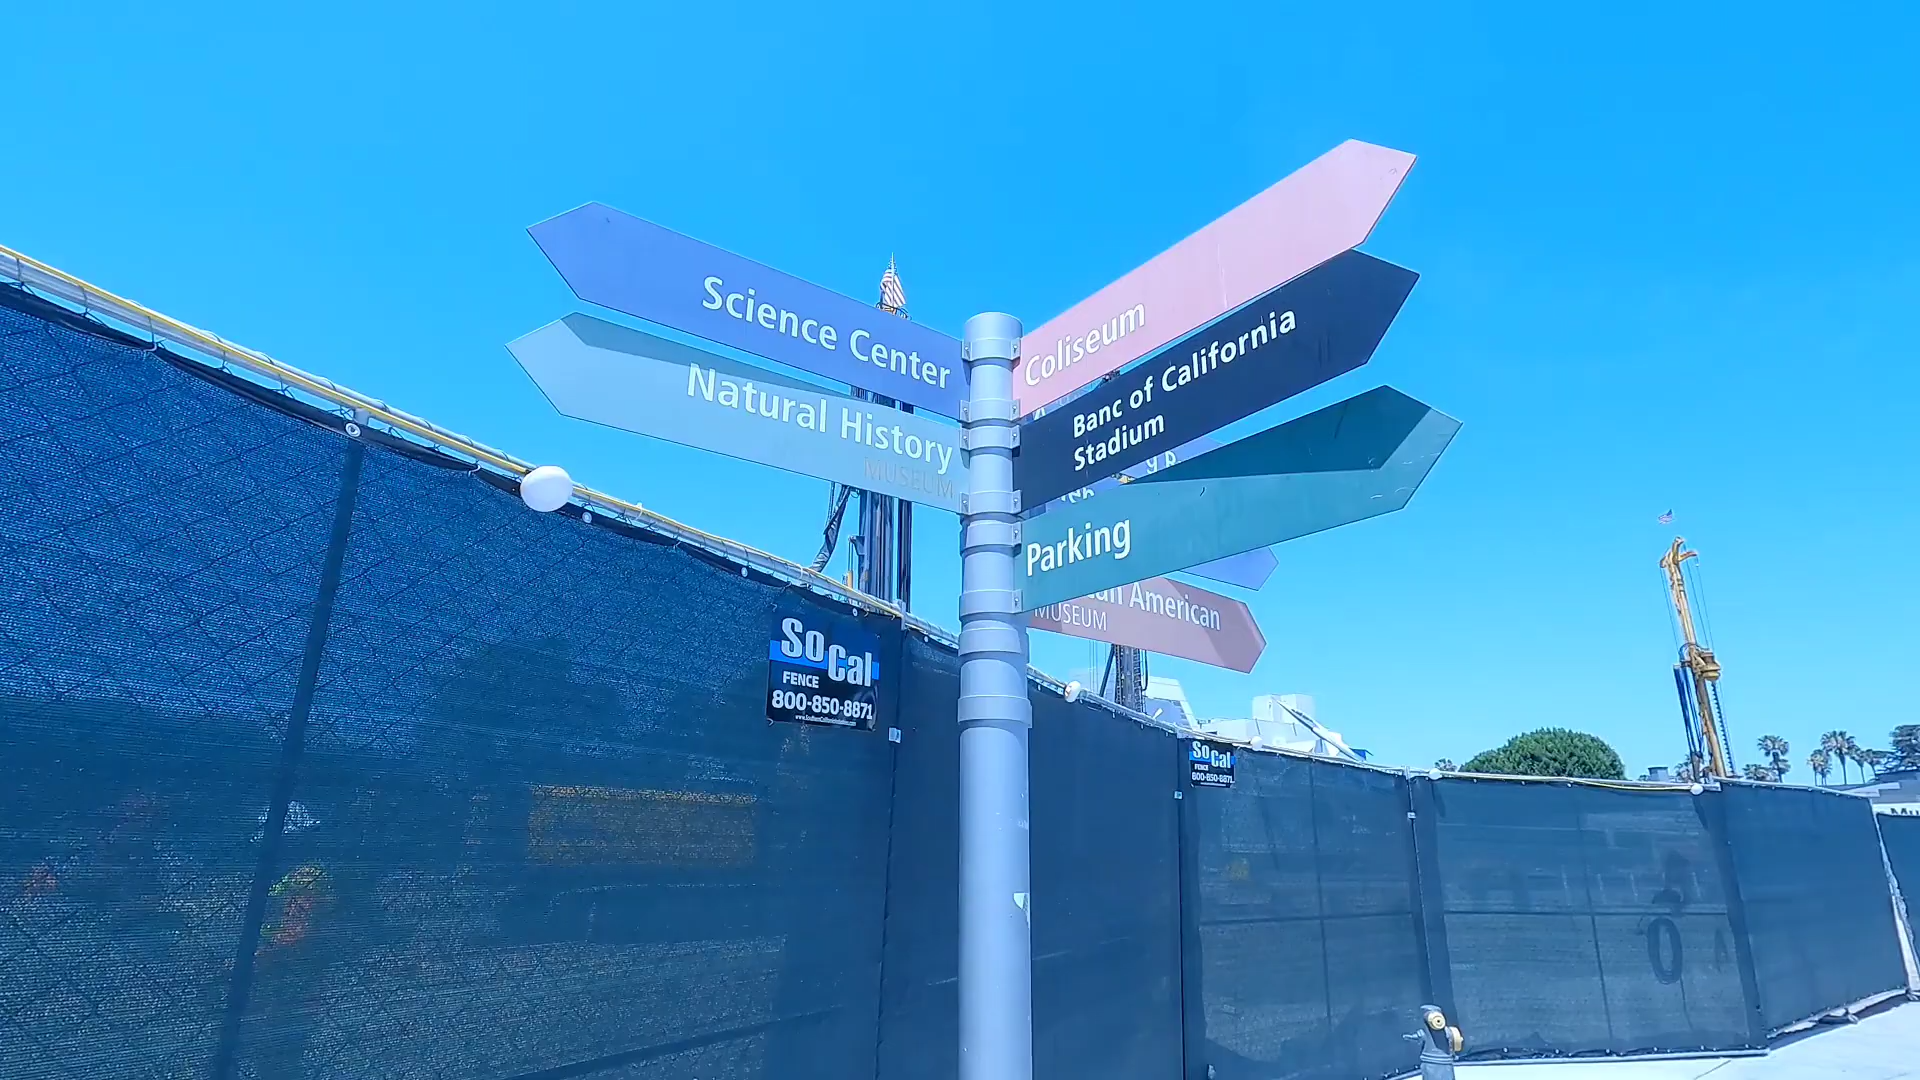 Science Center
Natural History
MUSEUM
Coliseum
Banc of California
Stadium
Parking
American
MUSEUM
SoCal
FENCE
800-850-8871
SoCal
FENCE
800-850-8871